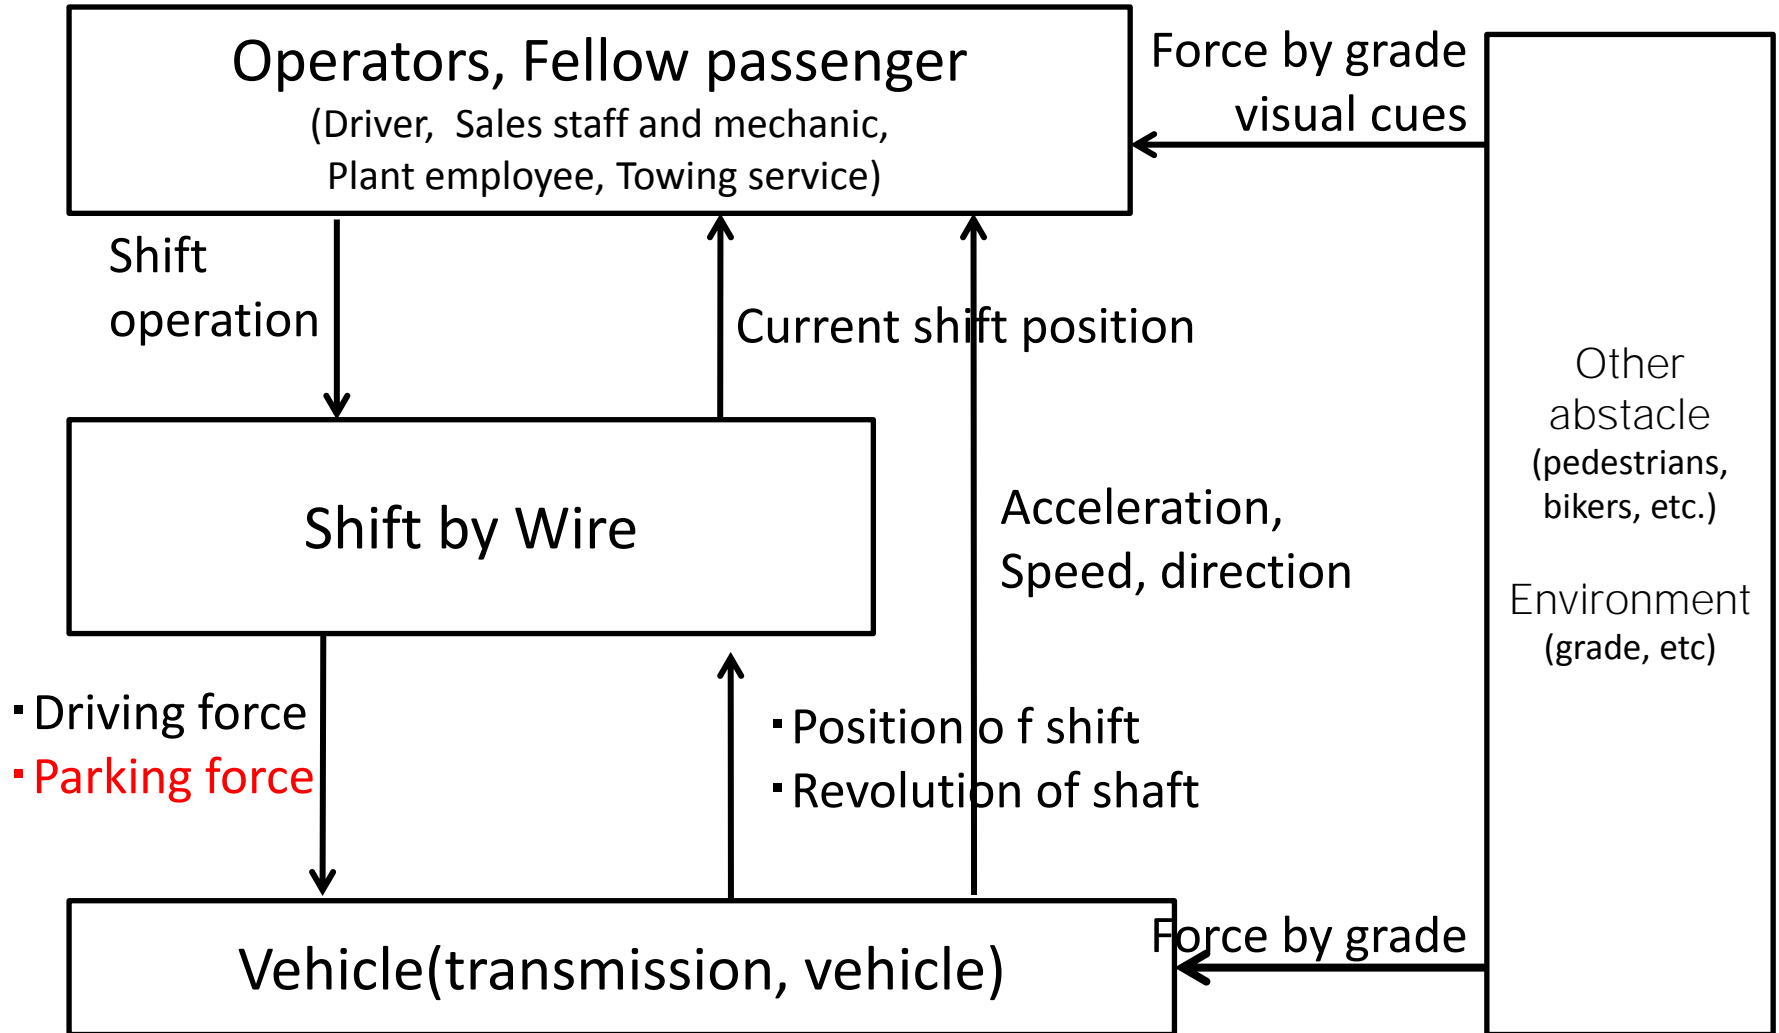 Operators, Fellow passenger
(Driver, Sales staff and mechanic,
Plant employee, Towing service)
Force by grade
visual cues
Shift
operation
Current shift position
Other
abstacle
(pedestrians,
bikers, etc.)
Environment
(grade, etc)
Shift by Wire
Acceleration,
Speed, direction
･Driving force
･Parking force
･Position o f shift
･Revolution of shaft
Force by grade
Vehicle(transmission, vehicle)